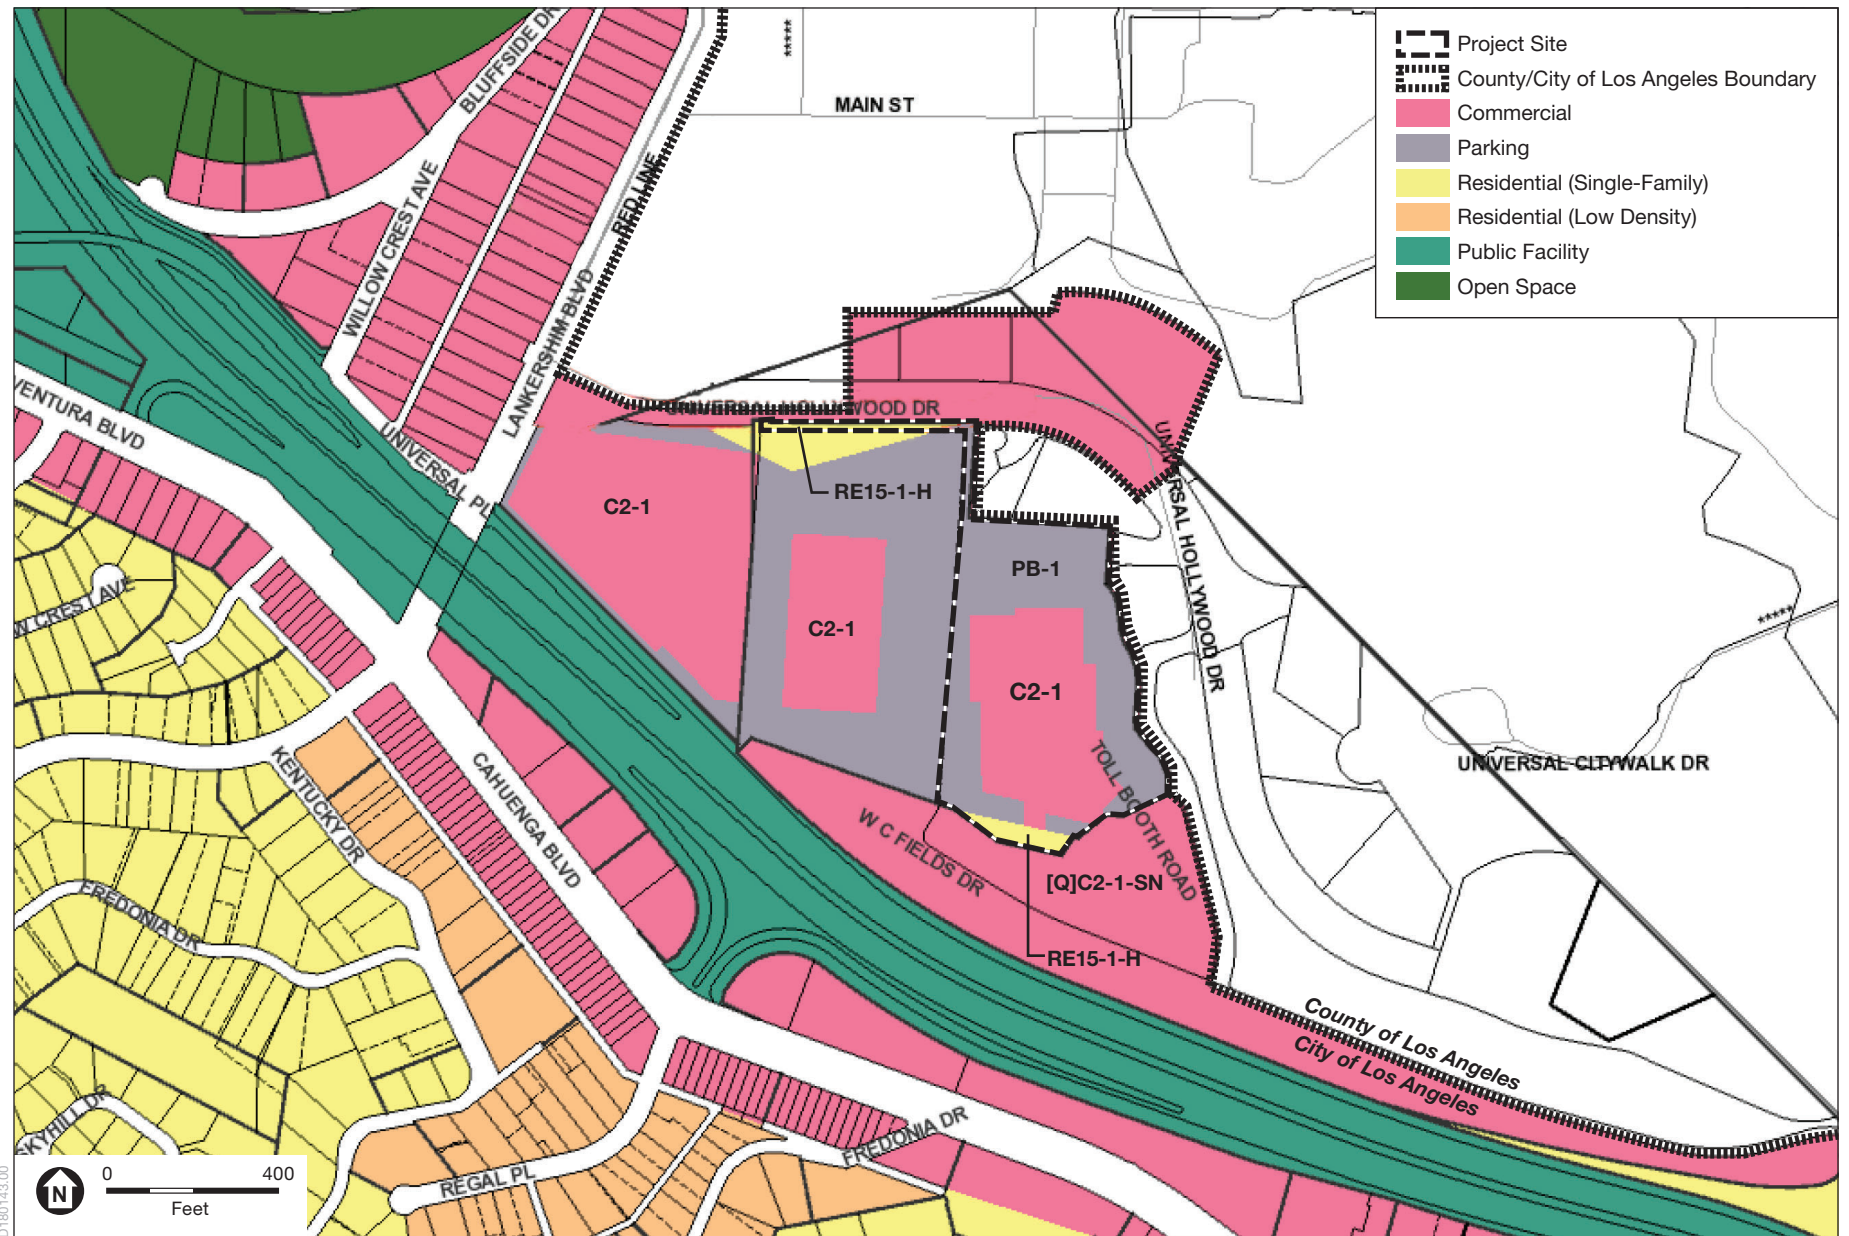 Project Site
County/City of Los Angeles Boundary
Commercial
Parking
Residential (Single-Family)
Residential (Low Density)
Public Facility
Open Space
BLUFFSIDE DR
*****
MAIN ST
WILLOW CREST AVE
RED LINE
LANKERSHIM BLVD
VENTURA BLVD
UNIVERSAL PL
UNIVERSAL HOLLYWOOD DR
UNIVERSAL HOLLYWOOD DR
C2-1
RE15-1-H
PB-1
C2-1
C2-1
W CREST AVE
*****
UNIVERSAL CITYWALK DR
TOLL BOOTH ROAD
KENTUCKY DR
CAHUENGA BLVD
W C FIELDS DR
[Q]C2-1-SN
RE15-1-H
FREDONIA DR
County of Los Angeles
City of Los Angeles
SKYHILL DR
FREDONIA DR
REGAL PL
0 400
Feet
N
D180143.00